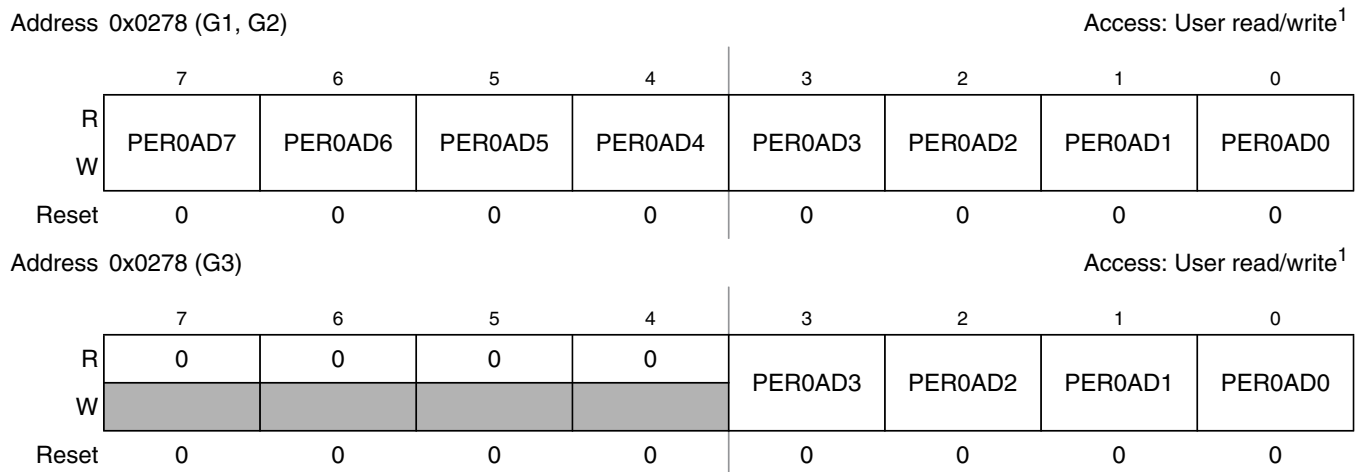 Address 0x0278 (G1, G2) Access: User read/write1
7 6 5 4 3 2 1 0
R
W
PER0AD7 PER0AD6 PER0AD5 PER0AD4 PER0AD3 PER0AD2 PER0AD1 PER0AD0
Reset 0 0 0 0 0 0 0 0
Address 0x0278 (G3) Access: User read/write1
7 6 5 4 3 2 1 0
R 0 0 0 0
PER0AD3 PER0AD2 PER0AD1 PER0AD0
W
Reset 0 0 0 0 0 0 0 0